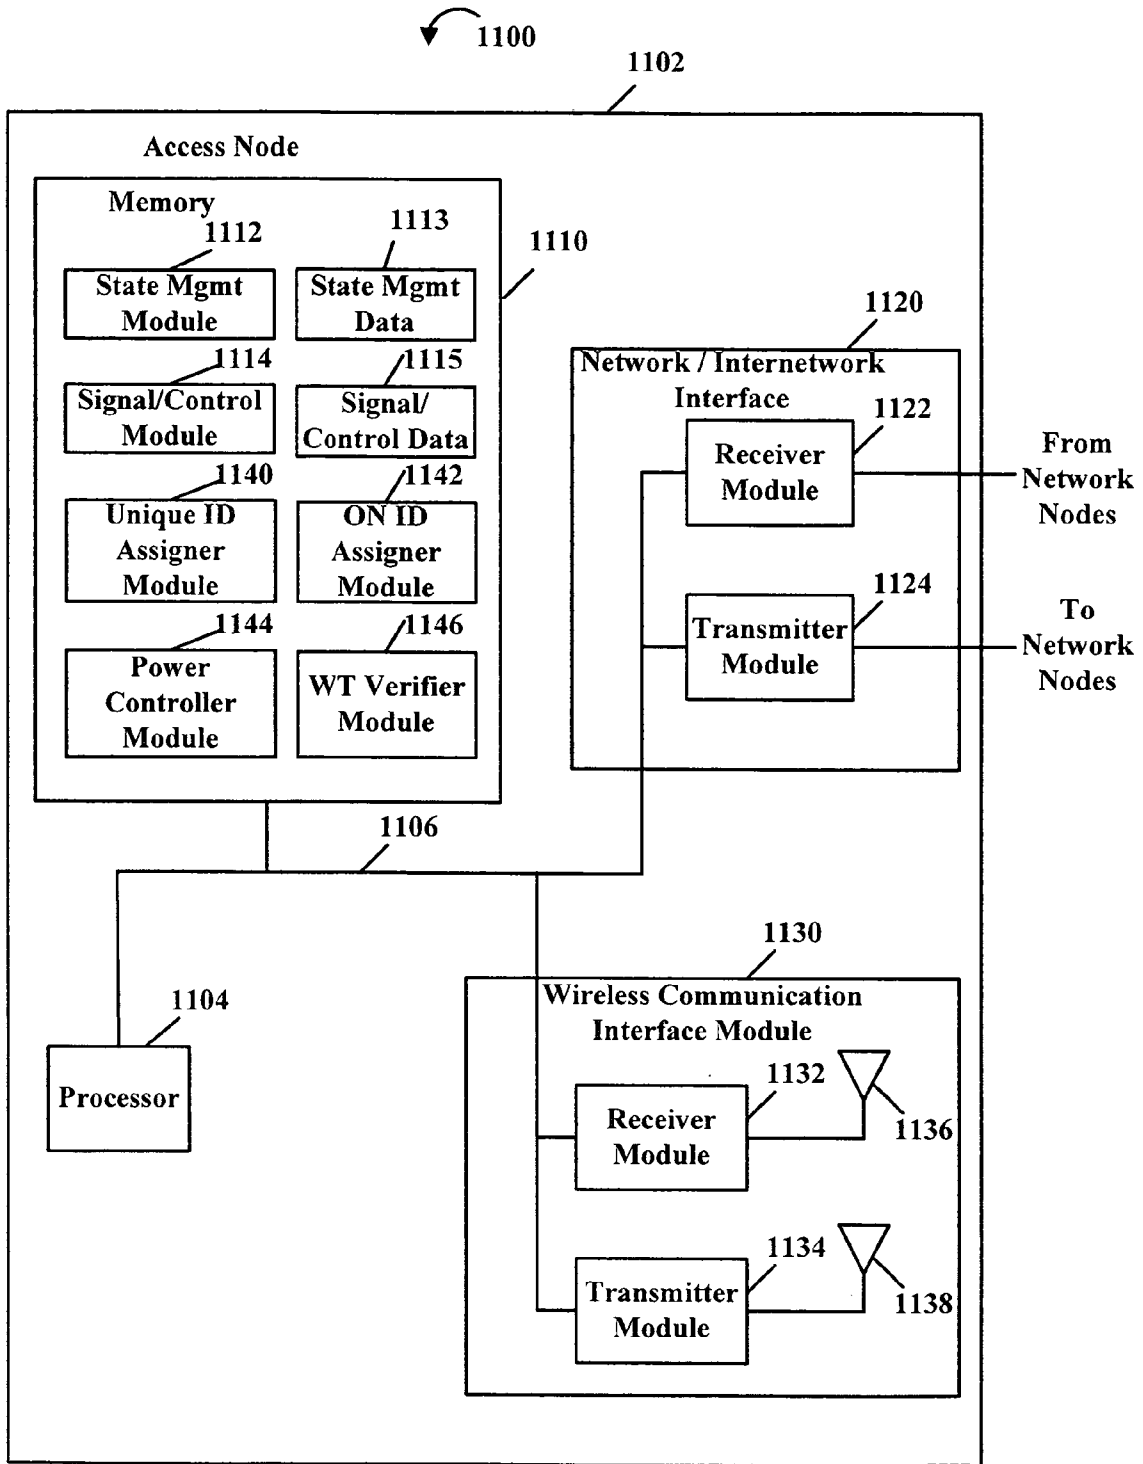 1100
1102
Access Node
Memory
1112
1113
1110
State Mgmt
Module
State Mgmt
Data
1114
1115
Signal/Control
Module
Signal/
Control Data
1140
1142
Unique ID
Assigner
Module
ON ID
Assigner
Module
1144
1146
Power
Controller
Module
WT Verifier
Module
1120
Network / Internetwork
Interface
1122
Receiver
Module
From
Network
Nodes
1124
Transmitter
Module
To
Network
Nodes
1106
1104
Processor
1130
Wireless Communication
Interface Module
1132
Receiver
Module
1136
1134
Transmitter
Module
1138